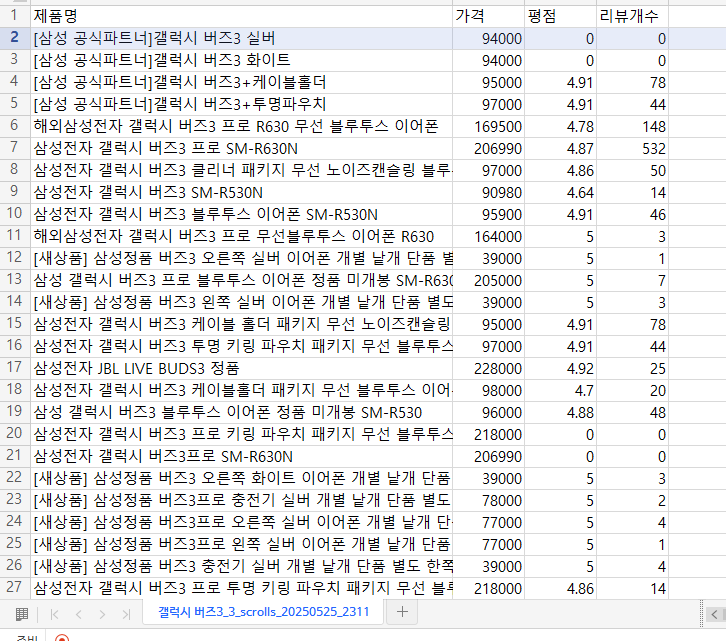 1 제품명 가격 평점 리뷰개수
2 [삼성 공식파트너]갤럭시 버즈3 실버 94000 0 0
3 [삼성 공식파트너]갤럭시 버즈3 화이트 94000 0 0
4 [삼성 공식파트너]갤럭시 버즈3+케이블홀더 95000 4.91 78
5 [삼성 공식파트너]갤럭시 버즈3+투명파우치 97000 4.91 44
6 해외삼성전자 갤럭시 버즈3 프로 R630 무선 블루투스 이어폰 169500 4.78 148
7 삼성전자 갤럭시 버즈3 프로 SM-R630N 206990 4.87 532
8 삼성전자 갤럭시 버즈3 클리너 패키지 무선 노이즈캔슬링 블루 97000 4.86 50
9 삼성전자 갤럭시 버즈3 SM-R530N 90980 4.64 14
10 삼성전자 갤럭시 버즈3 블루투스 이어폰 SM-R530N 95900 4.91 46
11 해외삼성전자 갤럭시 버즈3 프로 무선블루투스 이어폰 R630 164000 5 3
12 [새상품] 삼성정품 버즈3 오른쪽 실버 이어폰 개별 낱개 단품 별 39000 5 1
13 삼성 갤럭시 버즈3 프로 블루투스 이어폰 정품 미개봉 SM-R630 205000 5 7
14 [새상품] 삼성정품 버즈3 왼쪽 실버 이어폰 개별 낱개 단품 별도 39000 5 3
15 삼성전자 갤럭시 버즈3 케이블 홀더 패키지 무선 노이즈캔슬링 95000 4.91 78
16 삼성전자 갤럭시 버즈3 투명 키링 파우치 패키지 무선 블루투스 97000 4.91 44
17 삼성전자 JBL LIVE BUDS3 정품 228000 4.92 25
18 삼성전자 갤럭시 버즈3 케이블홀더 패키지 무선 블루투스 이어 98000 4.7 20
19 삼성 갤럭시 버즈3 블루투스 이어폰 정품 미개봉 SM-R530 96000 4.88 48
20 삼성전자 갤럭시 버즈3 프로 키링 파우치 패키지 무선 블루투스 218000 0 0
21 삼성전자 갤럭시 버즈3프로 SM-R630N 206990 0 0
22 [새상품] 삼성정품 버즈3 오른쪽 화이트 이어폰 개별 낱개 단품 39000 5 3
23 [새상품] 삼성정품 버즈3프로 충전기 실버 개별 낱개 단품 별도 78000 5 2
24 [새상품] 삼성정품 버즈3프로 오른쪽 실버 이어폰 개별 낱개 단 77000 5 4
25 [새상품] 삼성정품 버즈3프로 왼쪽 실버 이어폰 개별 낱개 단품 77000 5 1
26 [새상품] 삼성정품 버즈3 충전기 실버 개별 낱개 단품 별도 한쪽 39000 5 4
27 삼성전자 갤럭시 버즈3 프로 투명 키링 파우치 패키지 무선 블루 218000 4.86 14
갤럭시 버즈3_3_scrolls_20250525_2311